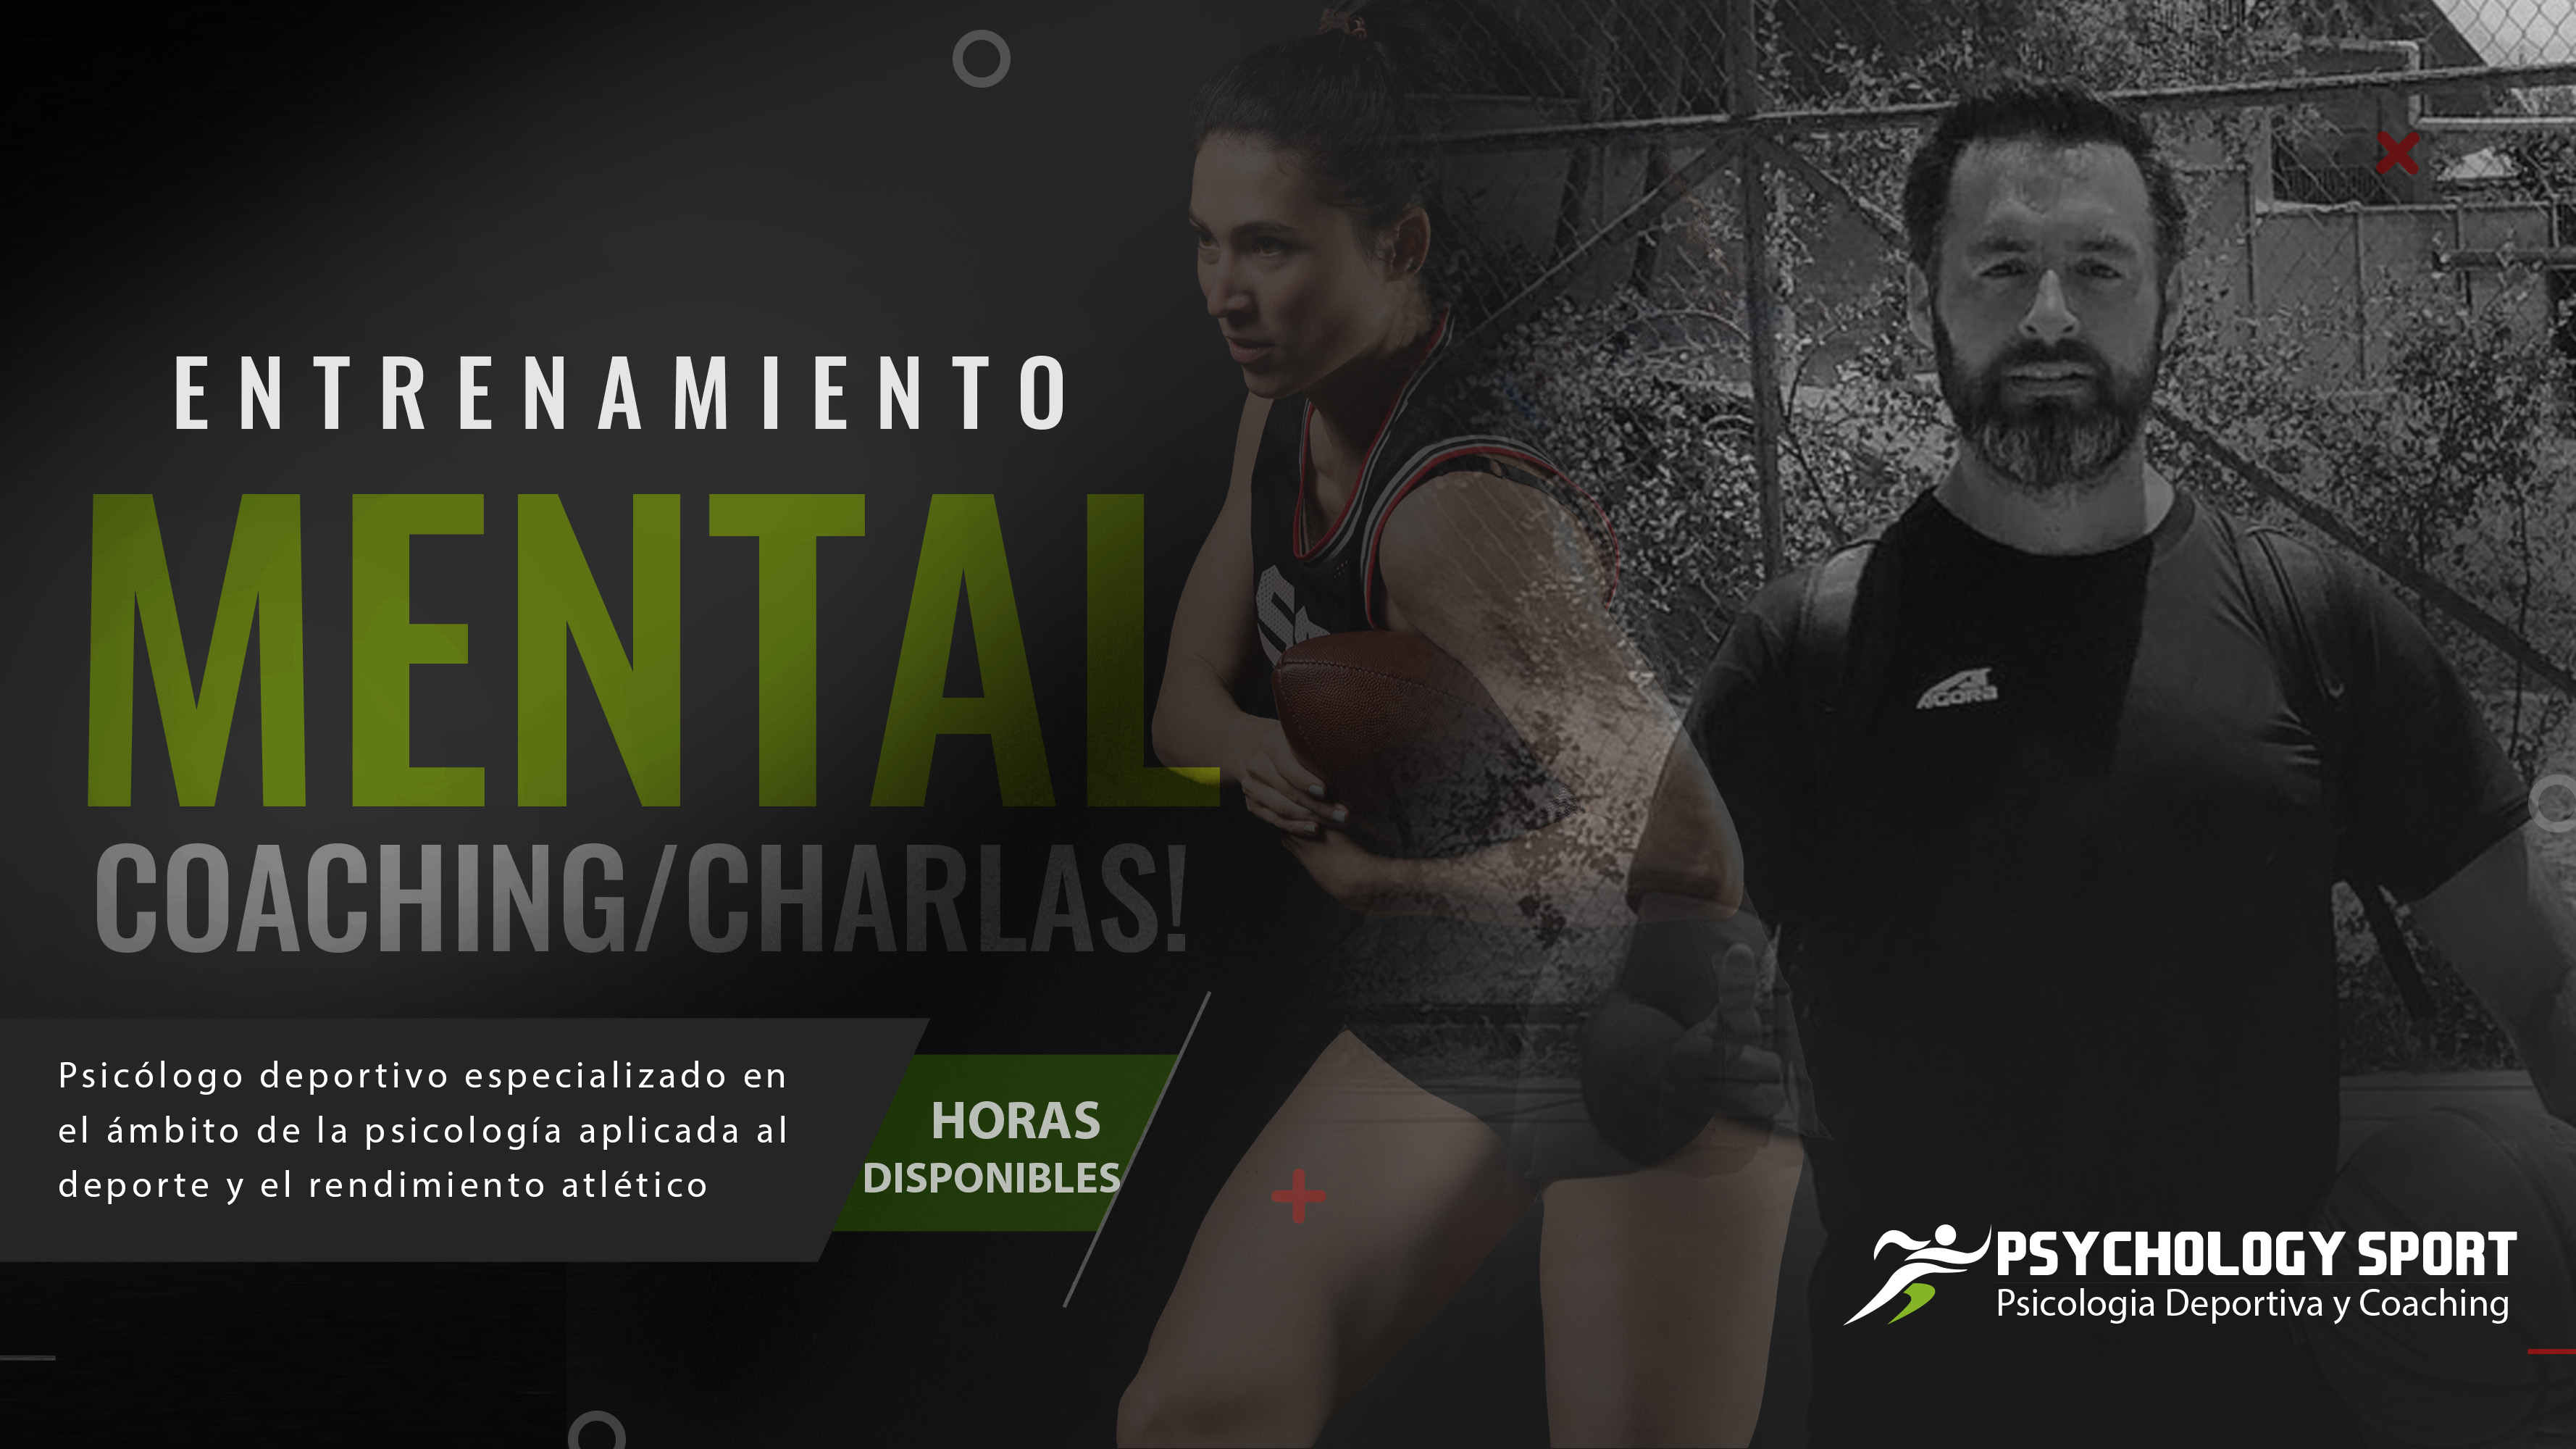 ENTRENAMIENTO
MENTAL
COACHING/CHARLAS!
Psicólogo deportivo especializado en
el ámbito de la psicología aplicada al
deporte y el rendimiento atlético
HORAS
DISPONIBLES
AGORA
PSYCHOLOGY SPORT
Psicologia Deportiva y Coaching